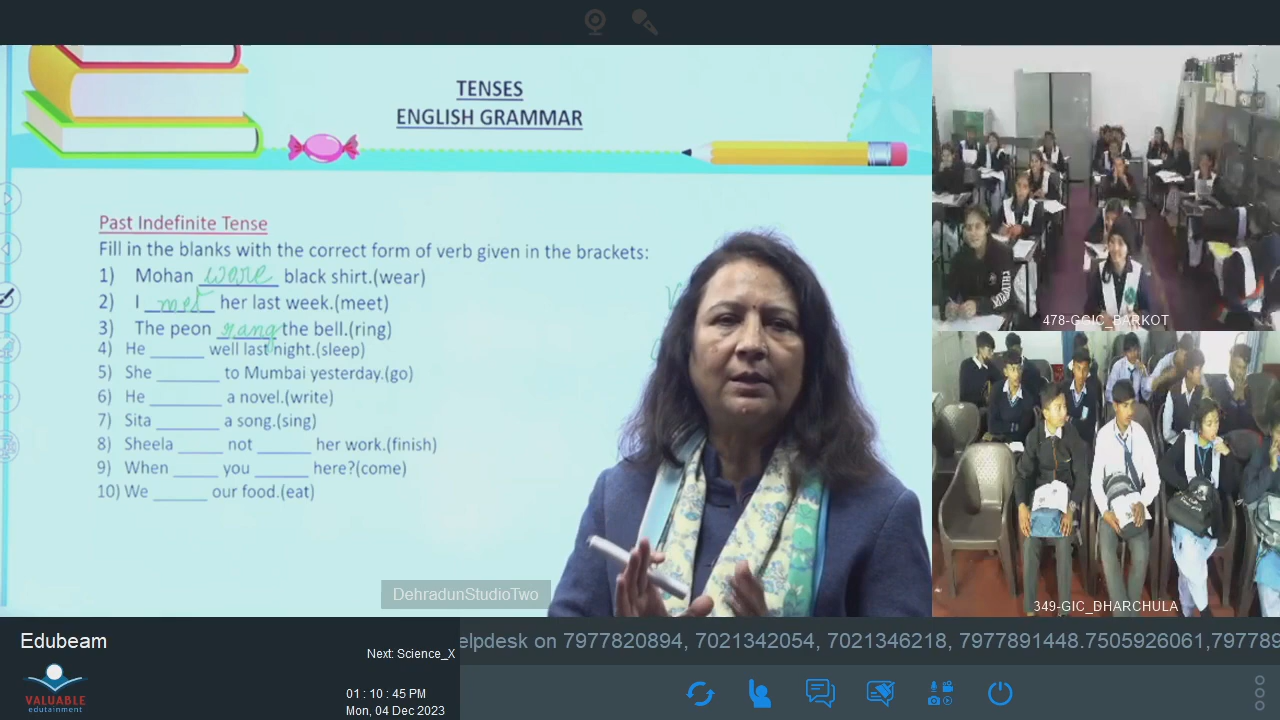 TENSES
ENGLISH GRAMMAR
Past Indefinite Tense
Fill in the blanks with the correct form of verb given in the brackets:
1) Mohan wore black shirt.(wear)
2) I met her last week.(meet)
3) The peon rang the bell.(ring)
4) He ______ well last night.(sleep)
5) She _______ to Mumbai yesterday.(go)
6) He ________ a novel.(write)
7) Sita _______ a song.(sing)
8) Sheela _____ not ______ her work.(finish)
9) When _____ you ______ here?(come)
10) We ______ our food.(eat)
DehradunStudioTwo
478-GGIC_BARKOT
349-GIC_DHARCHULA
Edubeam
elpdesk on 7977820894, 7021342054, 7021346218, 7977891448.7505926061,797789
Next: Science_X
VALUABLE
edutainment
01 : 10 : 45 PM
Mon, 04 Dec 2023